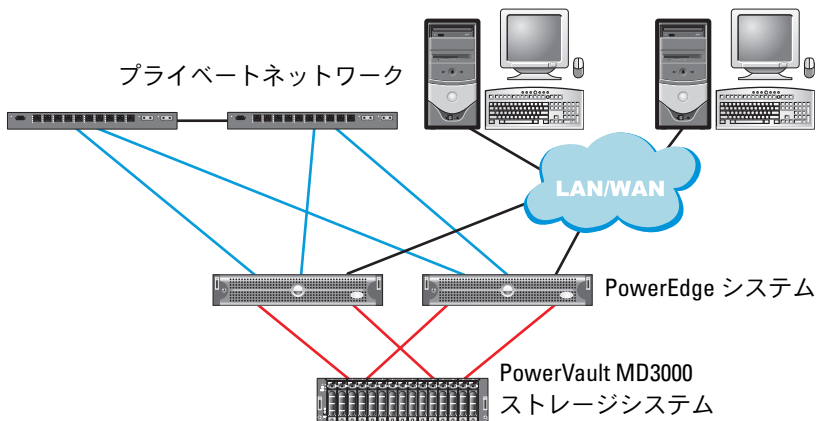 プライベートネットワーク
LAN/WAN
PowerEdge システム
PowerVault MD3000
ストレージシステム